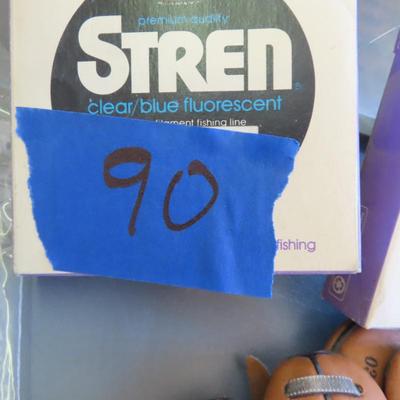 premium quality
STREN
clear/blue fluorescent
filament fishing line
90
fishing